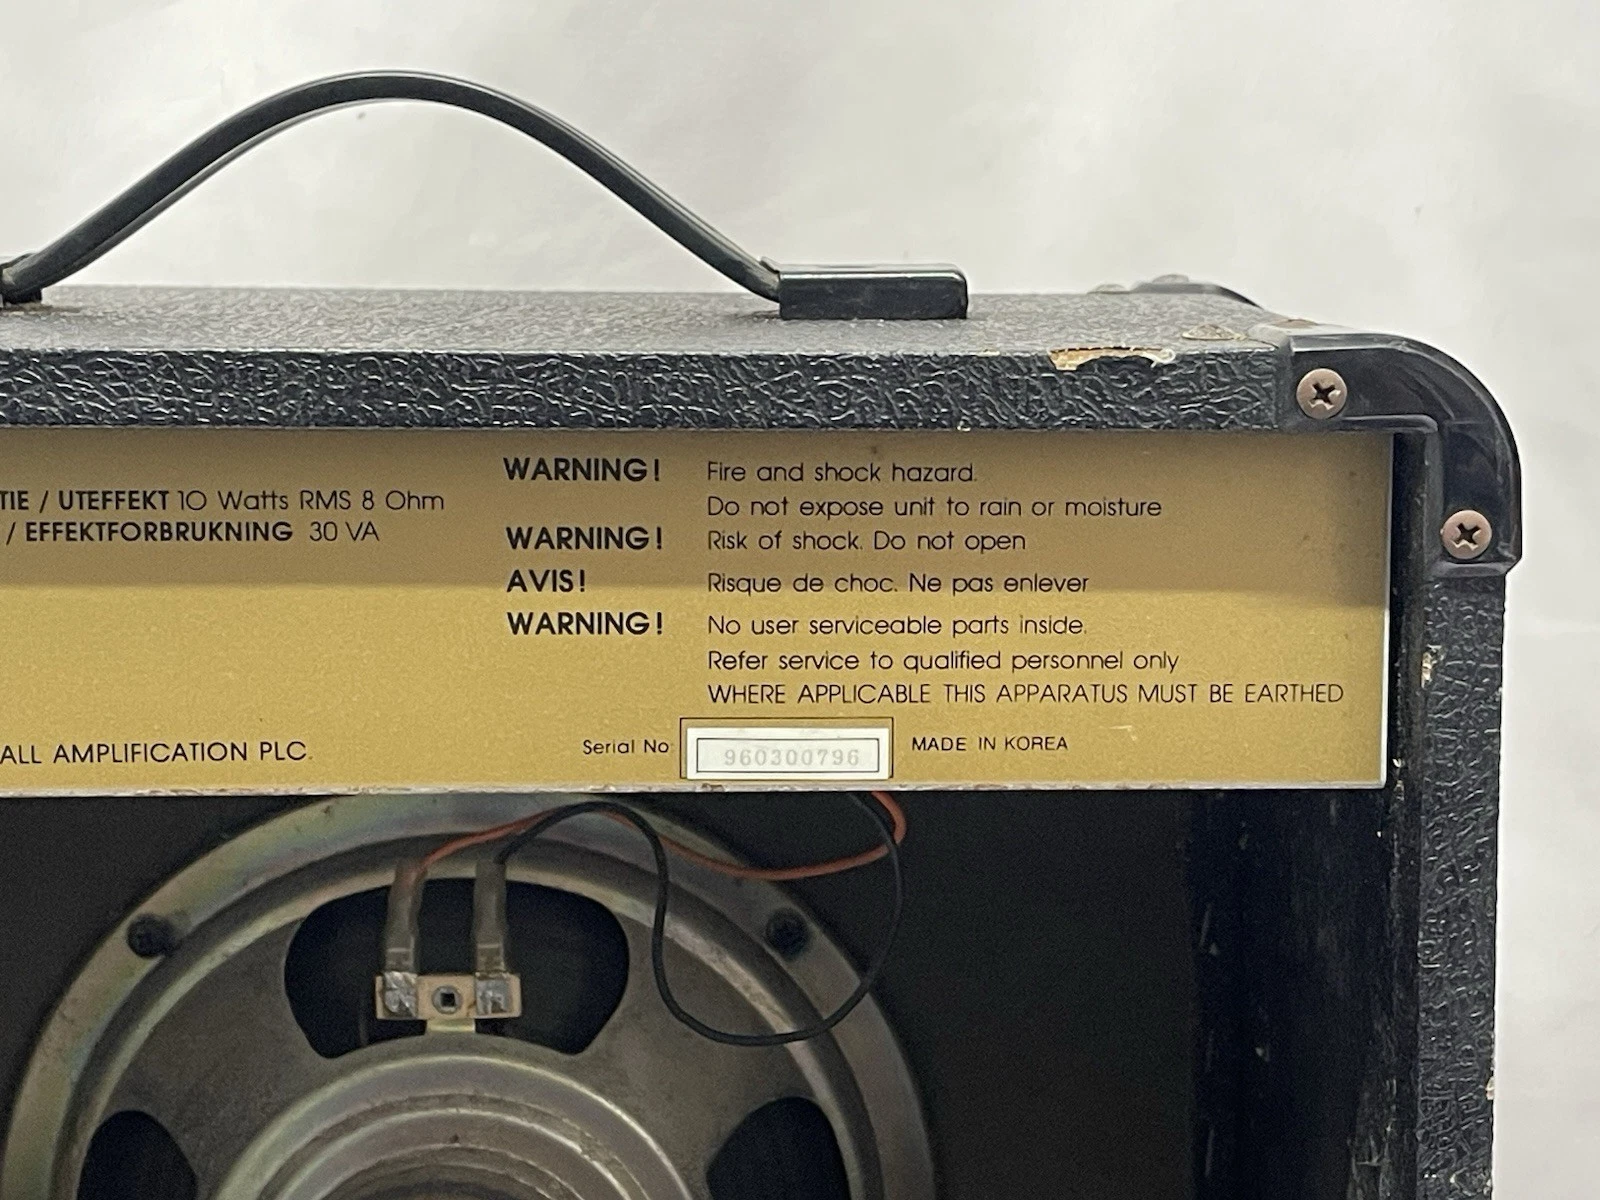 TIE / UTEFFEKT 10 Watts RMS 8 Ohm
/ EFFEKTFORBRUKNING 30 VA
WARNING! Fire and shock hazard.
Do not expose unit to rain or moisture
WARNING! Risk of shock. Do not open
AVIS! Risque de choc. Ne pas enlever
WARNING! No user serviceable parts inside.
Refer service to qualified personnel only
WHERE APPLICABLE THIS APPARATUS MUST BE EARTHED
ALL AMPLIFICATION PLC.
Serial No: 960300796 MADE IN KOREA